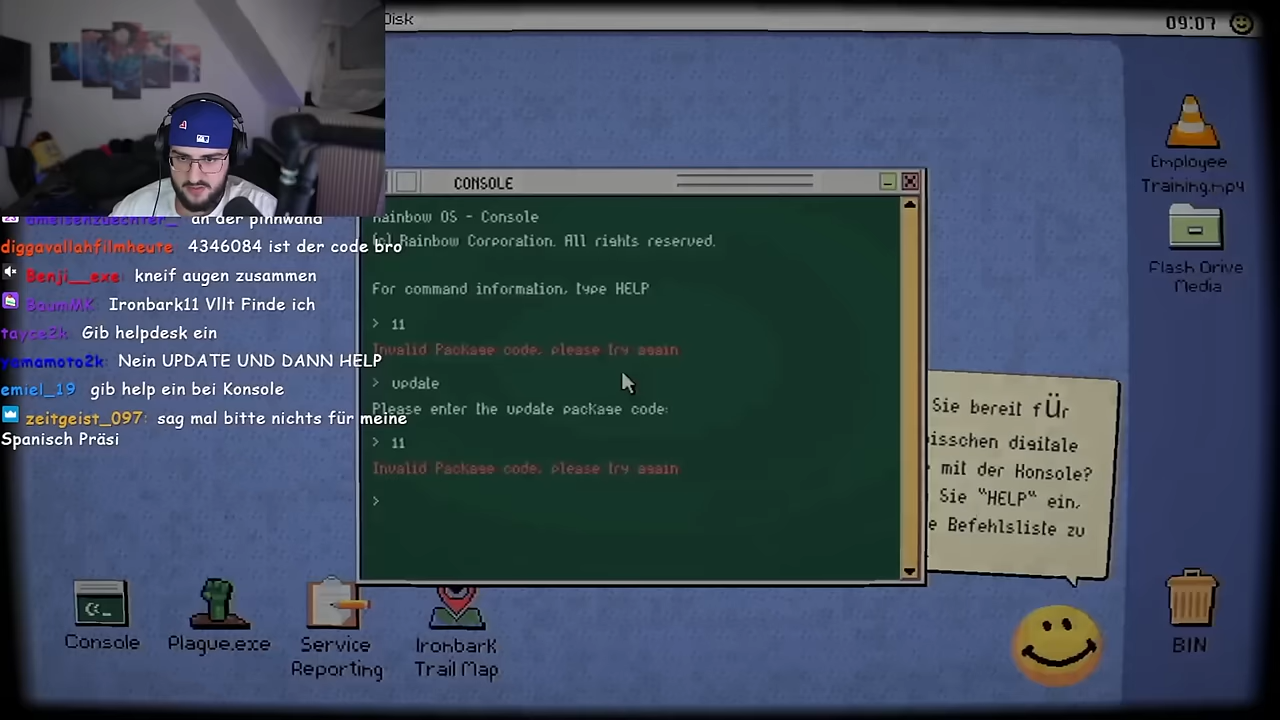 Disk
09:07
Employee
Training.mp4
Flash Drive
Media
CONSOLE
Rainbow OS - Console
(c) Rainbow Corporation. All rights reserved.
For command information, type HELP
> 11
Invalid Package code, please try again
> update
Please enter the update package code:
> 11
Invalid Package code, please try again
>
ameisenzuechter_ an der pinnwand
diggavallahfilmheute 4346084 ist der code bro
Benji__exe: kneif augen zusammen
BaumMK: Ironbark11 Vllt Finde ich
tayce2k: Gib helpdesk ein
yamamoto2k: Nein UPDATE UND DANN HELP
emiel_19 gib help ein bei Konsole
zeitgeist_097: sag mal bitte nichts für meine
Spanisch Präsi
Sie bereit fÜr
bisschen digitale
mit der Konsole?
Sie "HELP" ein,
e Befehlsliste zu
Console
Plague.exe
Service
Reporting
Ironbark
Trail Map
BIN